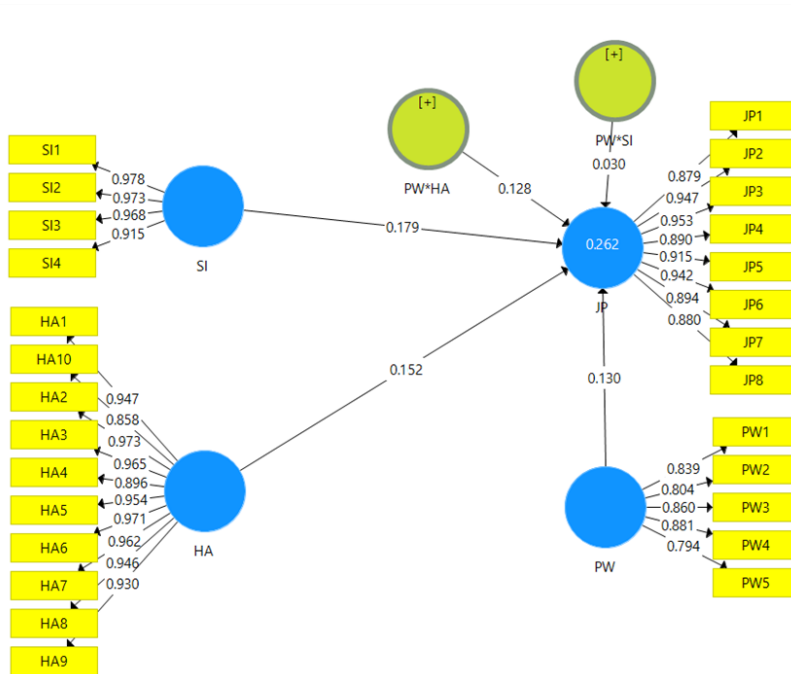 [+]
PW*SI
0.030
[+]
PW*HA
0.128
SI1
SI2
SI3
SI4
0.978
0.973
0.968
0.915
SI
0.179
0.262
JP
0.879
0.947
0.953
0.890
0.915
0.942
0.894
0.880
JP1
JP2
JP3
JP4
JP5
JP6
JP7
JP8
HA1
HA10
HA2
HA3
HA4
HA5
HA6
HA7
HA8
HA9
0.947
0.858
0.973
0.965
0.896
0.954
0.971
0.962
0.946
0.930
HA
0.152
0.130
PW
0.839
0.804
0.860
0.881
0.794
PW1
PW2
PW3
PW4
PW5